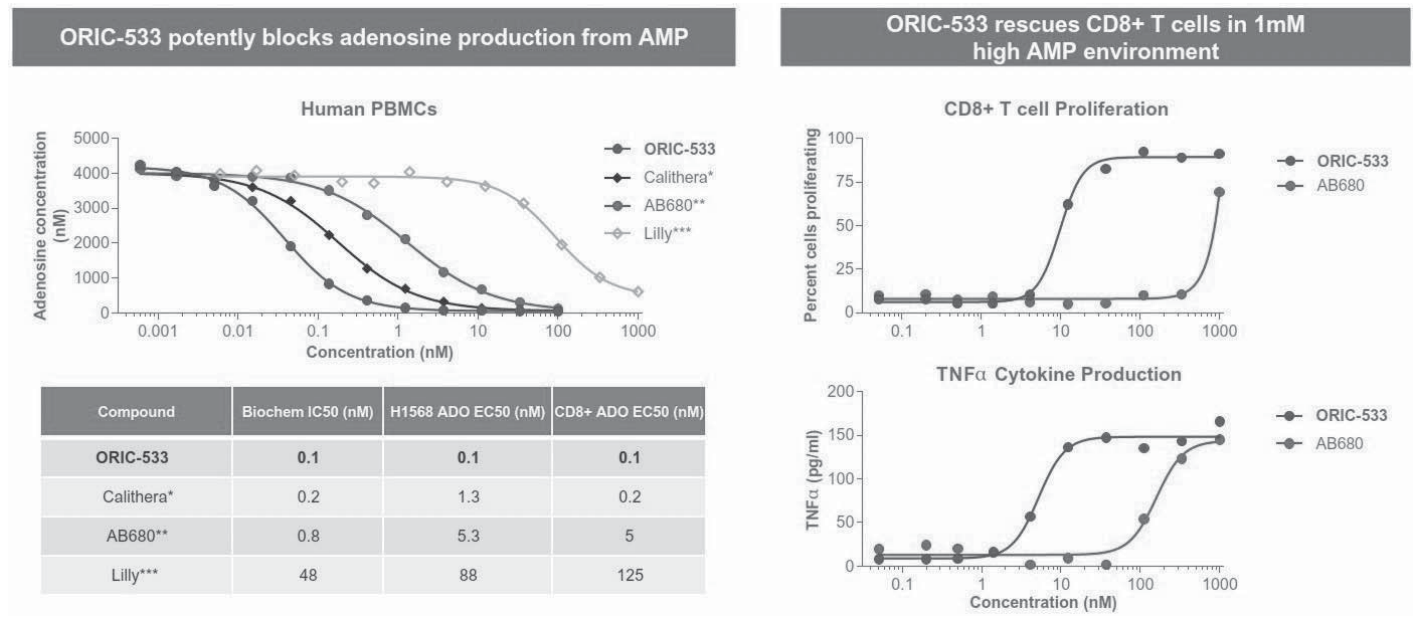 ORIC-533 potently blocks adenosine production from AMP
Human PBMCs
Adenosine concentration
(nM)
5000
4000
3000
2000
1000
0
0.001 0.01 0.1 1 10 100 1000
Concentration (nM)
ORIC-533
Calithera*
AB680**
Lilly***
Compound Biochem IC50 (nM) H1568 ADO EC50 (nM) CD8+ ADO EC50 (nM)
ORIC-533 0.1 0.1 0.1
Calithera* 0.2 1.3 0.2
AB680** 0.8 5.3 5
Lilly*** 48 88 125
ORIC-533 rescues CD8+ T cells in 1mM
high AMP environment
CD8+ T cell Proliferation
Percent cells proliferating
100
75
50
25
0
0.1 1 10 100 1000
ORIC-533
AB680
TNFα Cytokine Production
TNFα (pg/ml)
200
150
100
50
0
0.1 1 10 100 1000
Concentration (nM)
ORIC-533
AB680